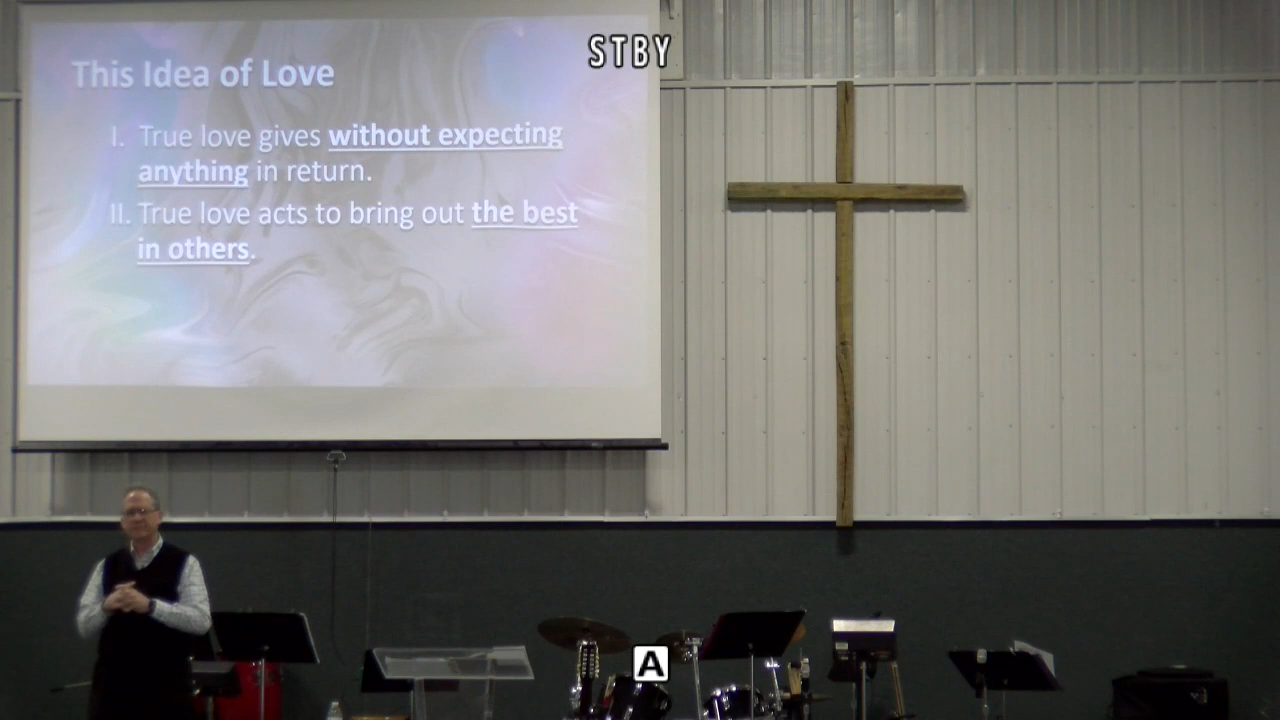 STBY
This Idea of Love
I. True love gives without expecting
anything in return.
II. True love acts to bring out the best
in others.
A